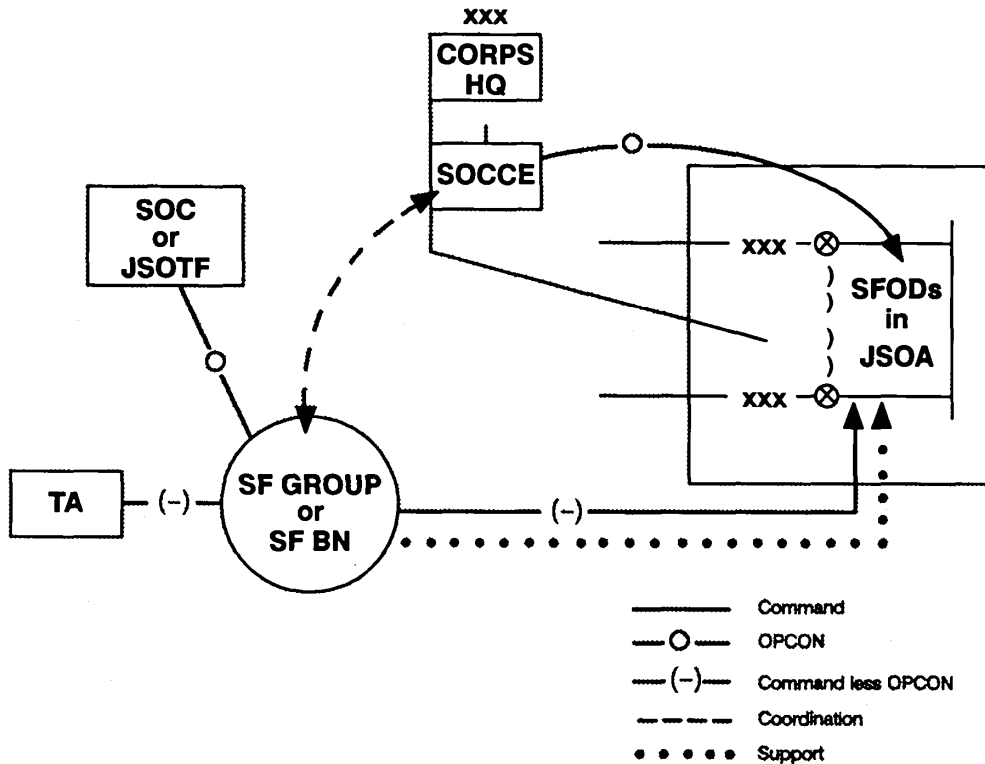 xxx
CORPS
HQ
SOCCE
SOC
or
JSOTF
xxx
SFODs
in
JSOA
xxx
TA
(-)
SF GROUP
or
SF BN
(-)
Command
OPCON
(-)
Command less OPCON
Coordination
Support